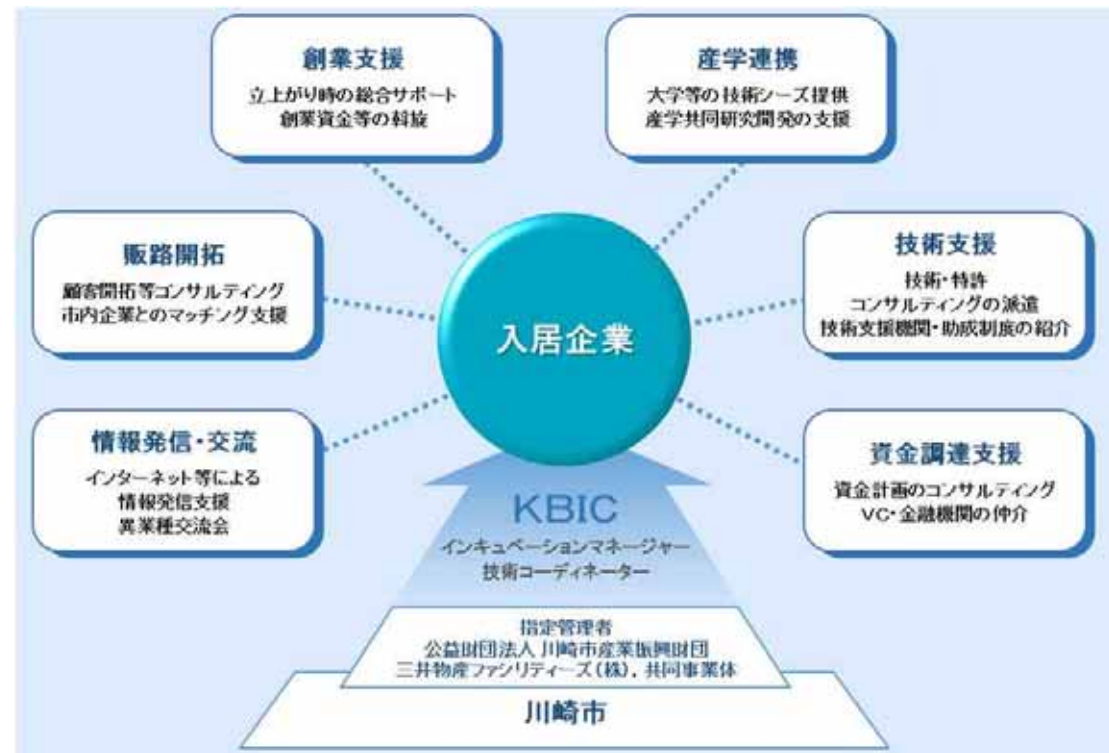 創業支援
立上がり時の総合サポート
創業資金等の斡旋
産学連携
大学等の技術シーズ提供
産学共同研究開発の支援
販路開拓
顧客開拓等コンサルティング
市内企業とのマッチング支援
技術支援
技術・特許
コンサルティングの派遣
技術支援機関・助成制度の紹介
入居企業
情報発信・交流
インターネット等による
情報発信支援
異業種交流会
資金調達支援
資金計画のコンサルティング
VC・金融機関の仲介
KBIC
インキュベーションマネージャー
技術コーディネーター
指定管理者
公益財団法人 川崎市産業振興財団
三井物産ファシリティーズ(株)．共同事業体
川崎市